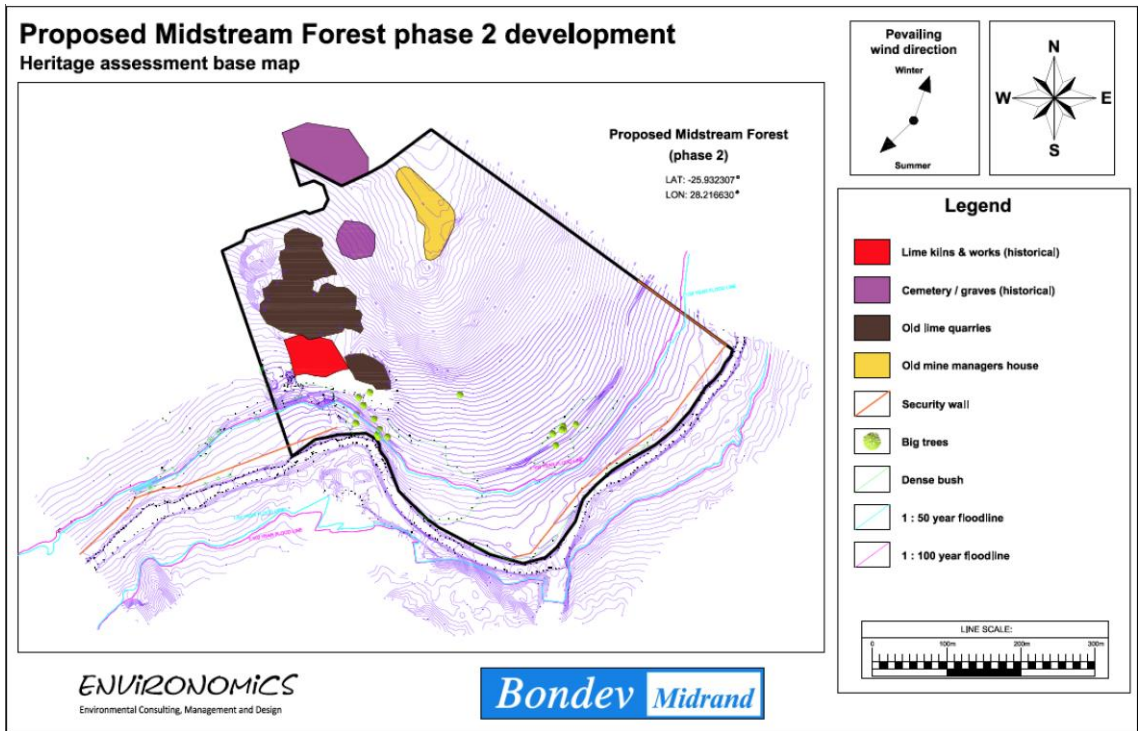 Proposed Midstream Forest phase 2 development
Heritage assessment base map
Pevailing
wind direction
Winter
Summer
N
W
E
S
Proposed Midstream Forest
(phase 2)
LAT: -25.932307°
LON: 28.216630°
Legend
Lime kilns & works (historical)
Cemetery / graves (historical)
Old lime quarries
Old mine managers house
Security wall
Big trees
Dense bush
1 : 50 year floodline
1 : 100 year floodline
LINE SCALE:
0
100m
200m
300m
ENViRONOMiCS
Environmental Consulting, Management and Design
Bondev Midrand